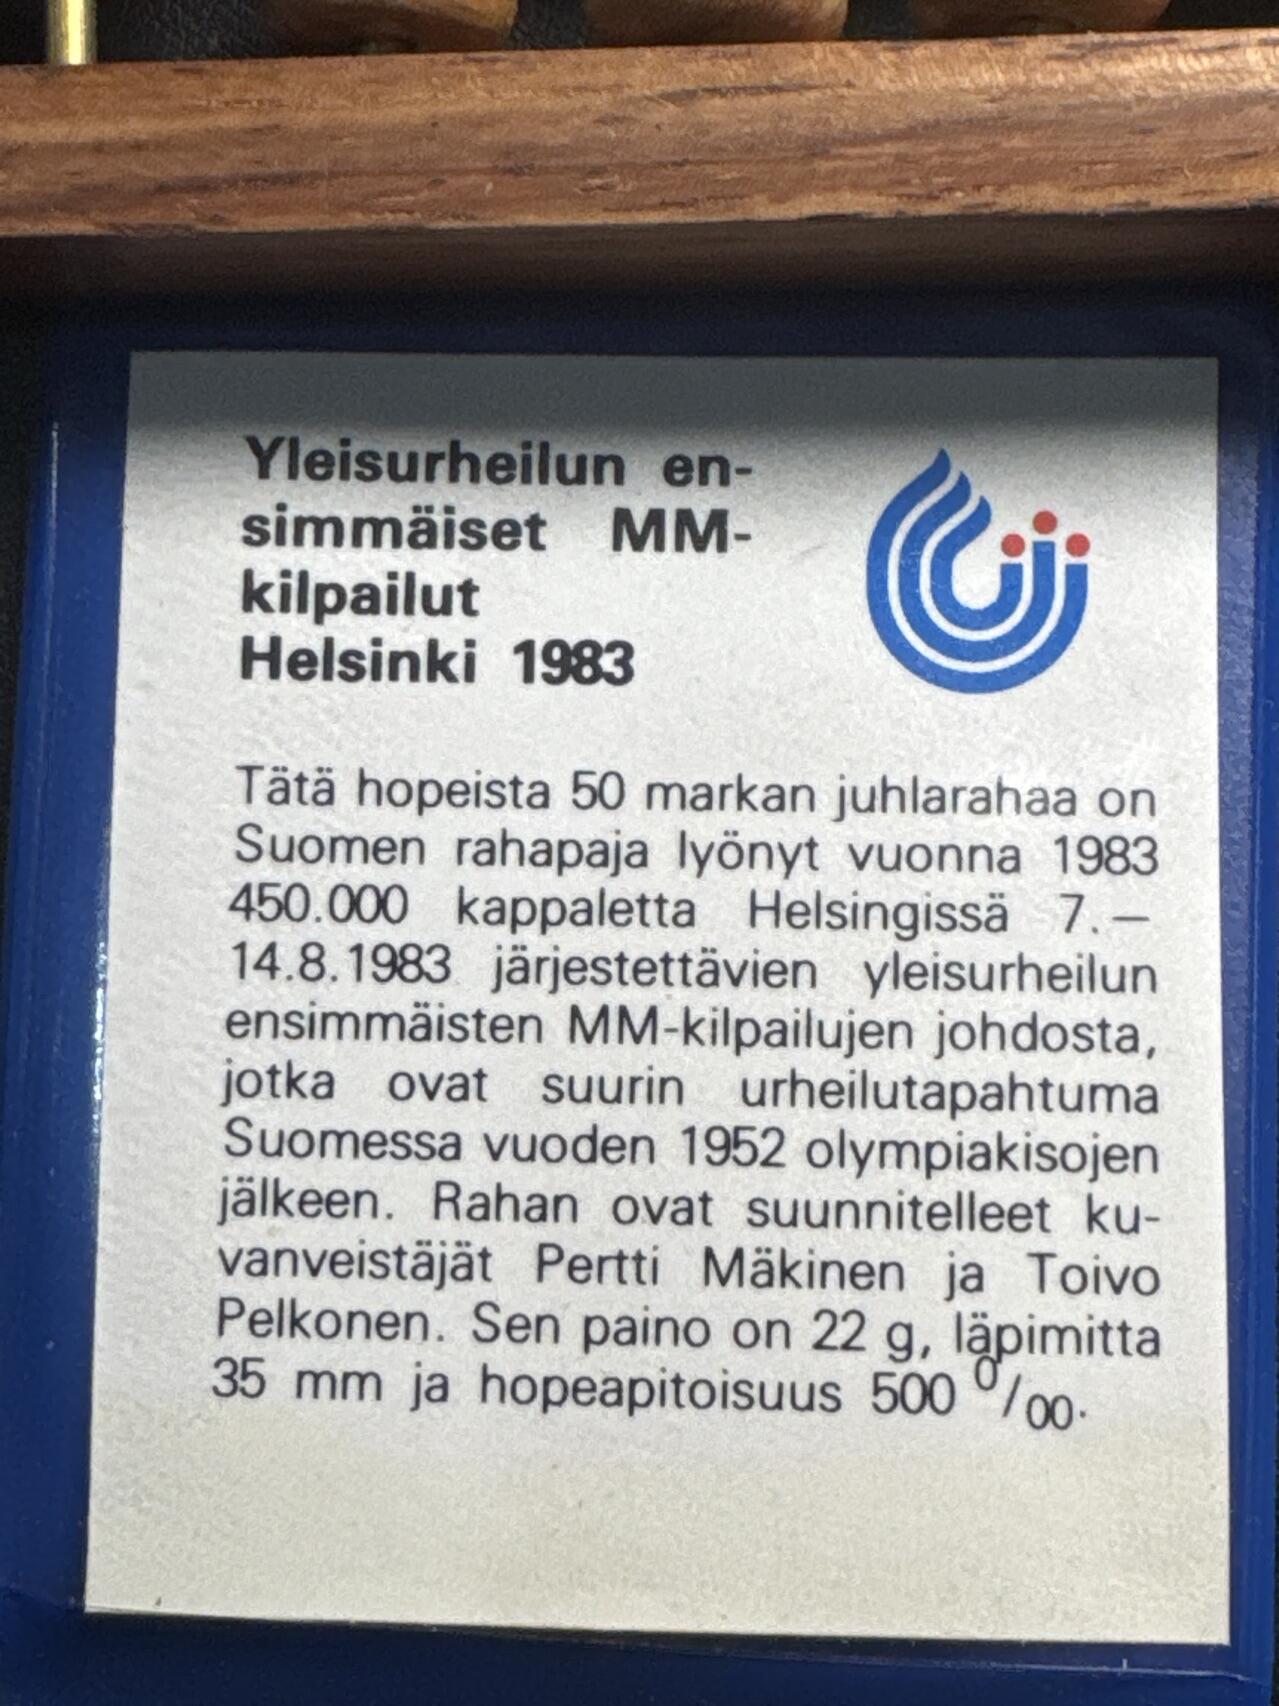 Yleisurheilun en-
simmäiset MM-
kilpailut
Helsinki 1983
Tätä hopeista 50 markan juhlarahaa on
Suomen rahapaja lyönyt vuonna 1983
450.000 kappaletta Helsingissä 7.—
14.8.1983 järjestettävien yleisurheilun
ensimmäisten MM-kilpailujen johdosta,
jotka ovat suurin urheilutapahtuma
Suomessa vuoden 1952 olympiakisojen
jälkeen. Rahan ovat suunnitelleet ku-
vanveistäjät Pertti Mäkinen ja Toivo
Pelkonen. Sen paino on 22 g, läpimitta
35 mm ja hopeapitoisuus 500 0/00.